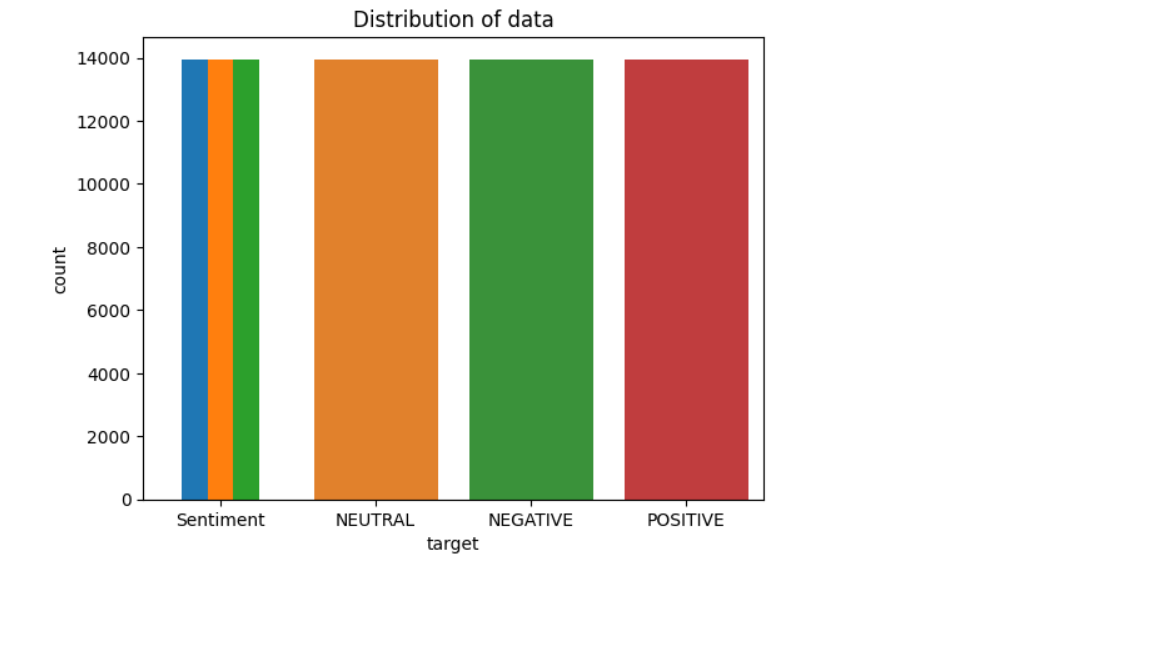 Distribution of data
14000
12000
10000
8000
6000
4000
2000
0
count
Sentiment NEUTRAL NEGATIVE POSITIVE
target